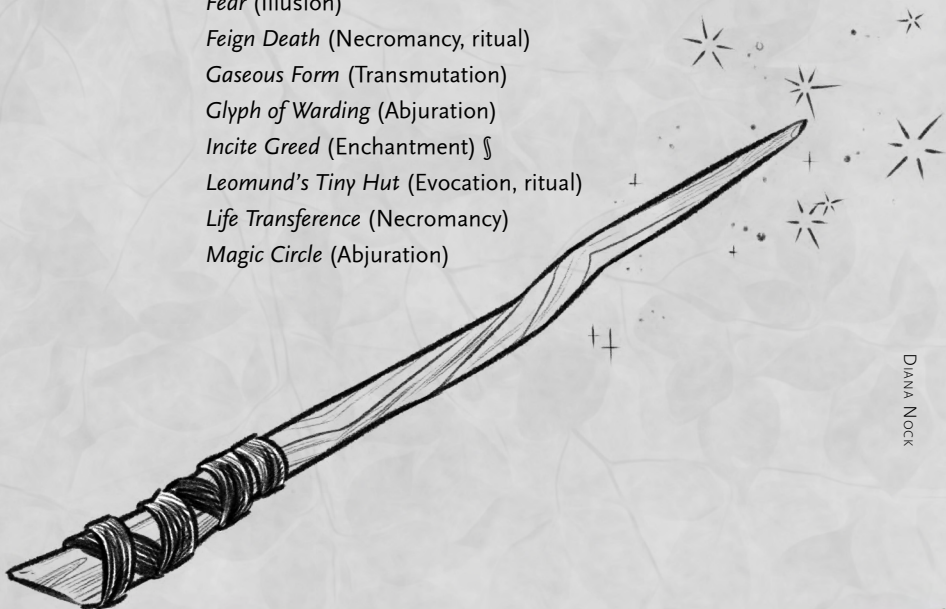 Fear (Illusion)
Feign Death (Necromancy, ritual)
Gaseous Form (Transmutation)
Glyph of Warding (Abjuration)
Incite Greed (Enchantment) §
Leomund’s Tiny Hut (Evocation, ritual)
Life Transference (Necromancy)
Magic Circle (Abjuration)
Diana Nock